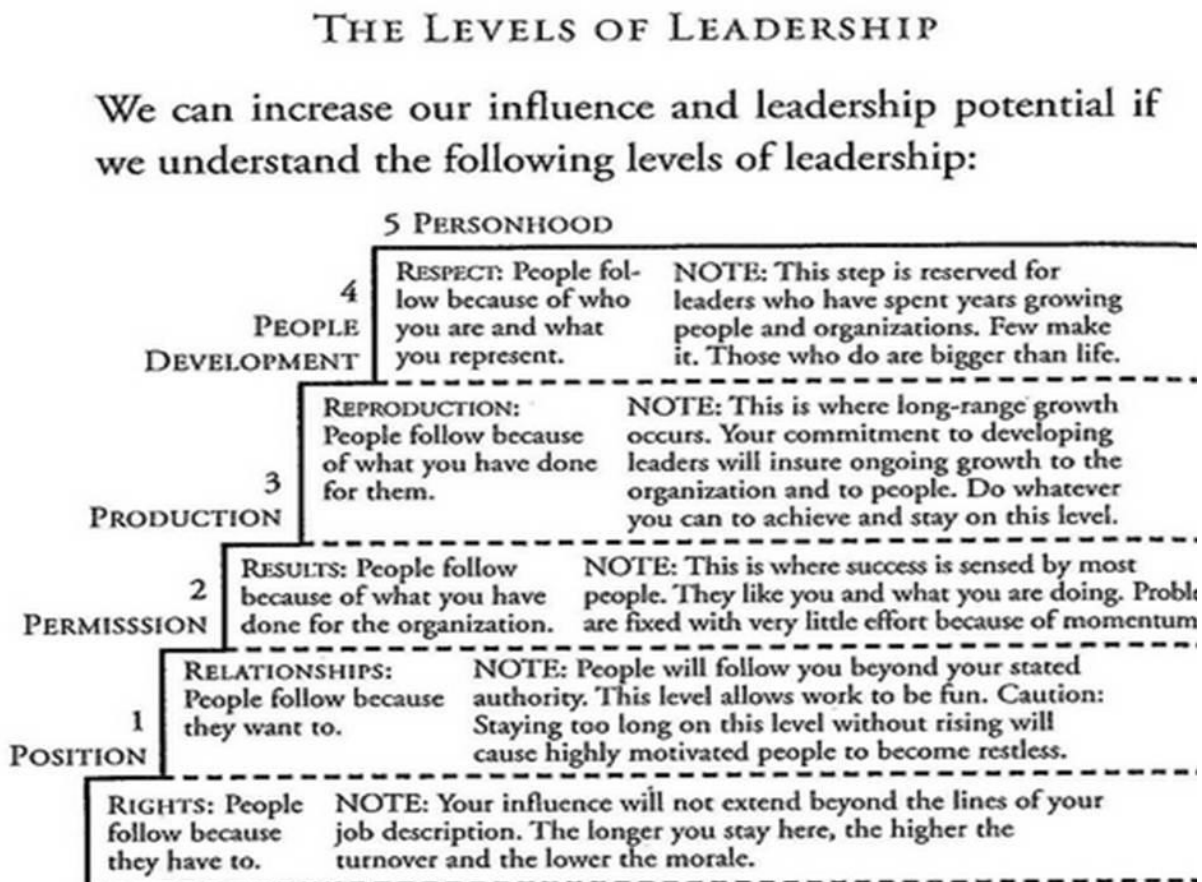 THE LEVELS OF LEADERSHIP
We can increase our influence and leadership potential if
we understand the following levels of leadership:
5 PERSONHOOD
4
PEOPLE
DEVELOPMENT
RESPECT: People fol-
low because of who
you are and what
you represent.
NOTE: This step is reserved for
leaders who have spent years growing
people and organizations. Few make
it. Those who do are bigger than life.
3
PRODUCTION
REPRODUCTION:
People follow because
of what you have done
for them.
NOTE: This is where long-range growth
occurs. Your commitment to developing
leaders will insure ongoing growth to the
organization and to people. Do whatever
you can to achieve and stay on this level.
2
PERMISSSION
RESULTS: People follow
because of what you have
done for the organization.
NOTE: This is where success is sensed by most
people. They like you and what you are doing. Proble
are fixed with very little effort because of momentum
1
POSITION
RELATIONSHIPS:
People follow because
they want to.
NOTE: People will follow you beyond your stated
authority. This level allows work to be fun. Caution:
Staying too long on this level without rising will
cause highly motivated people to become restless.
RIGHTS: People
follow because
they have to.
NOTE: Your influence will not extend beyond the lines of your
job description. The longer you stay here, the higher the
turnover and the lower the morale.